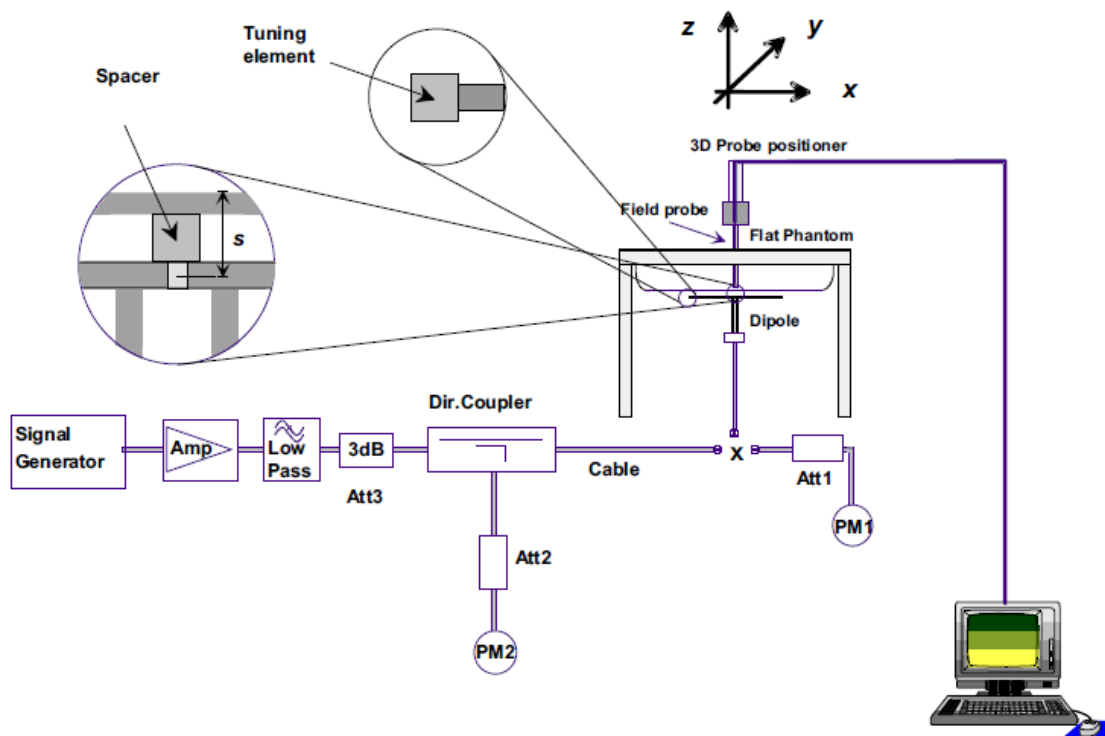 Tuning
element
z
y
x
Spacer
3D Probe positioner
Field probe
Flat Phantom
s
Dipole
Dir.Coupler
Signal
Generator
Amp
Low
Pass
3dB
Att3
Cable
X
Att1
PM1
Att2
PM2